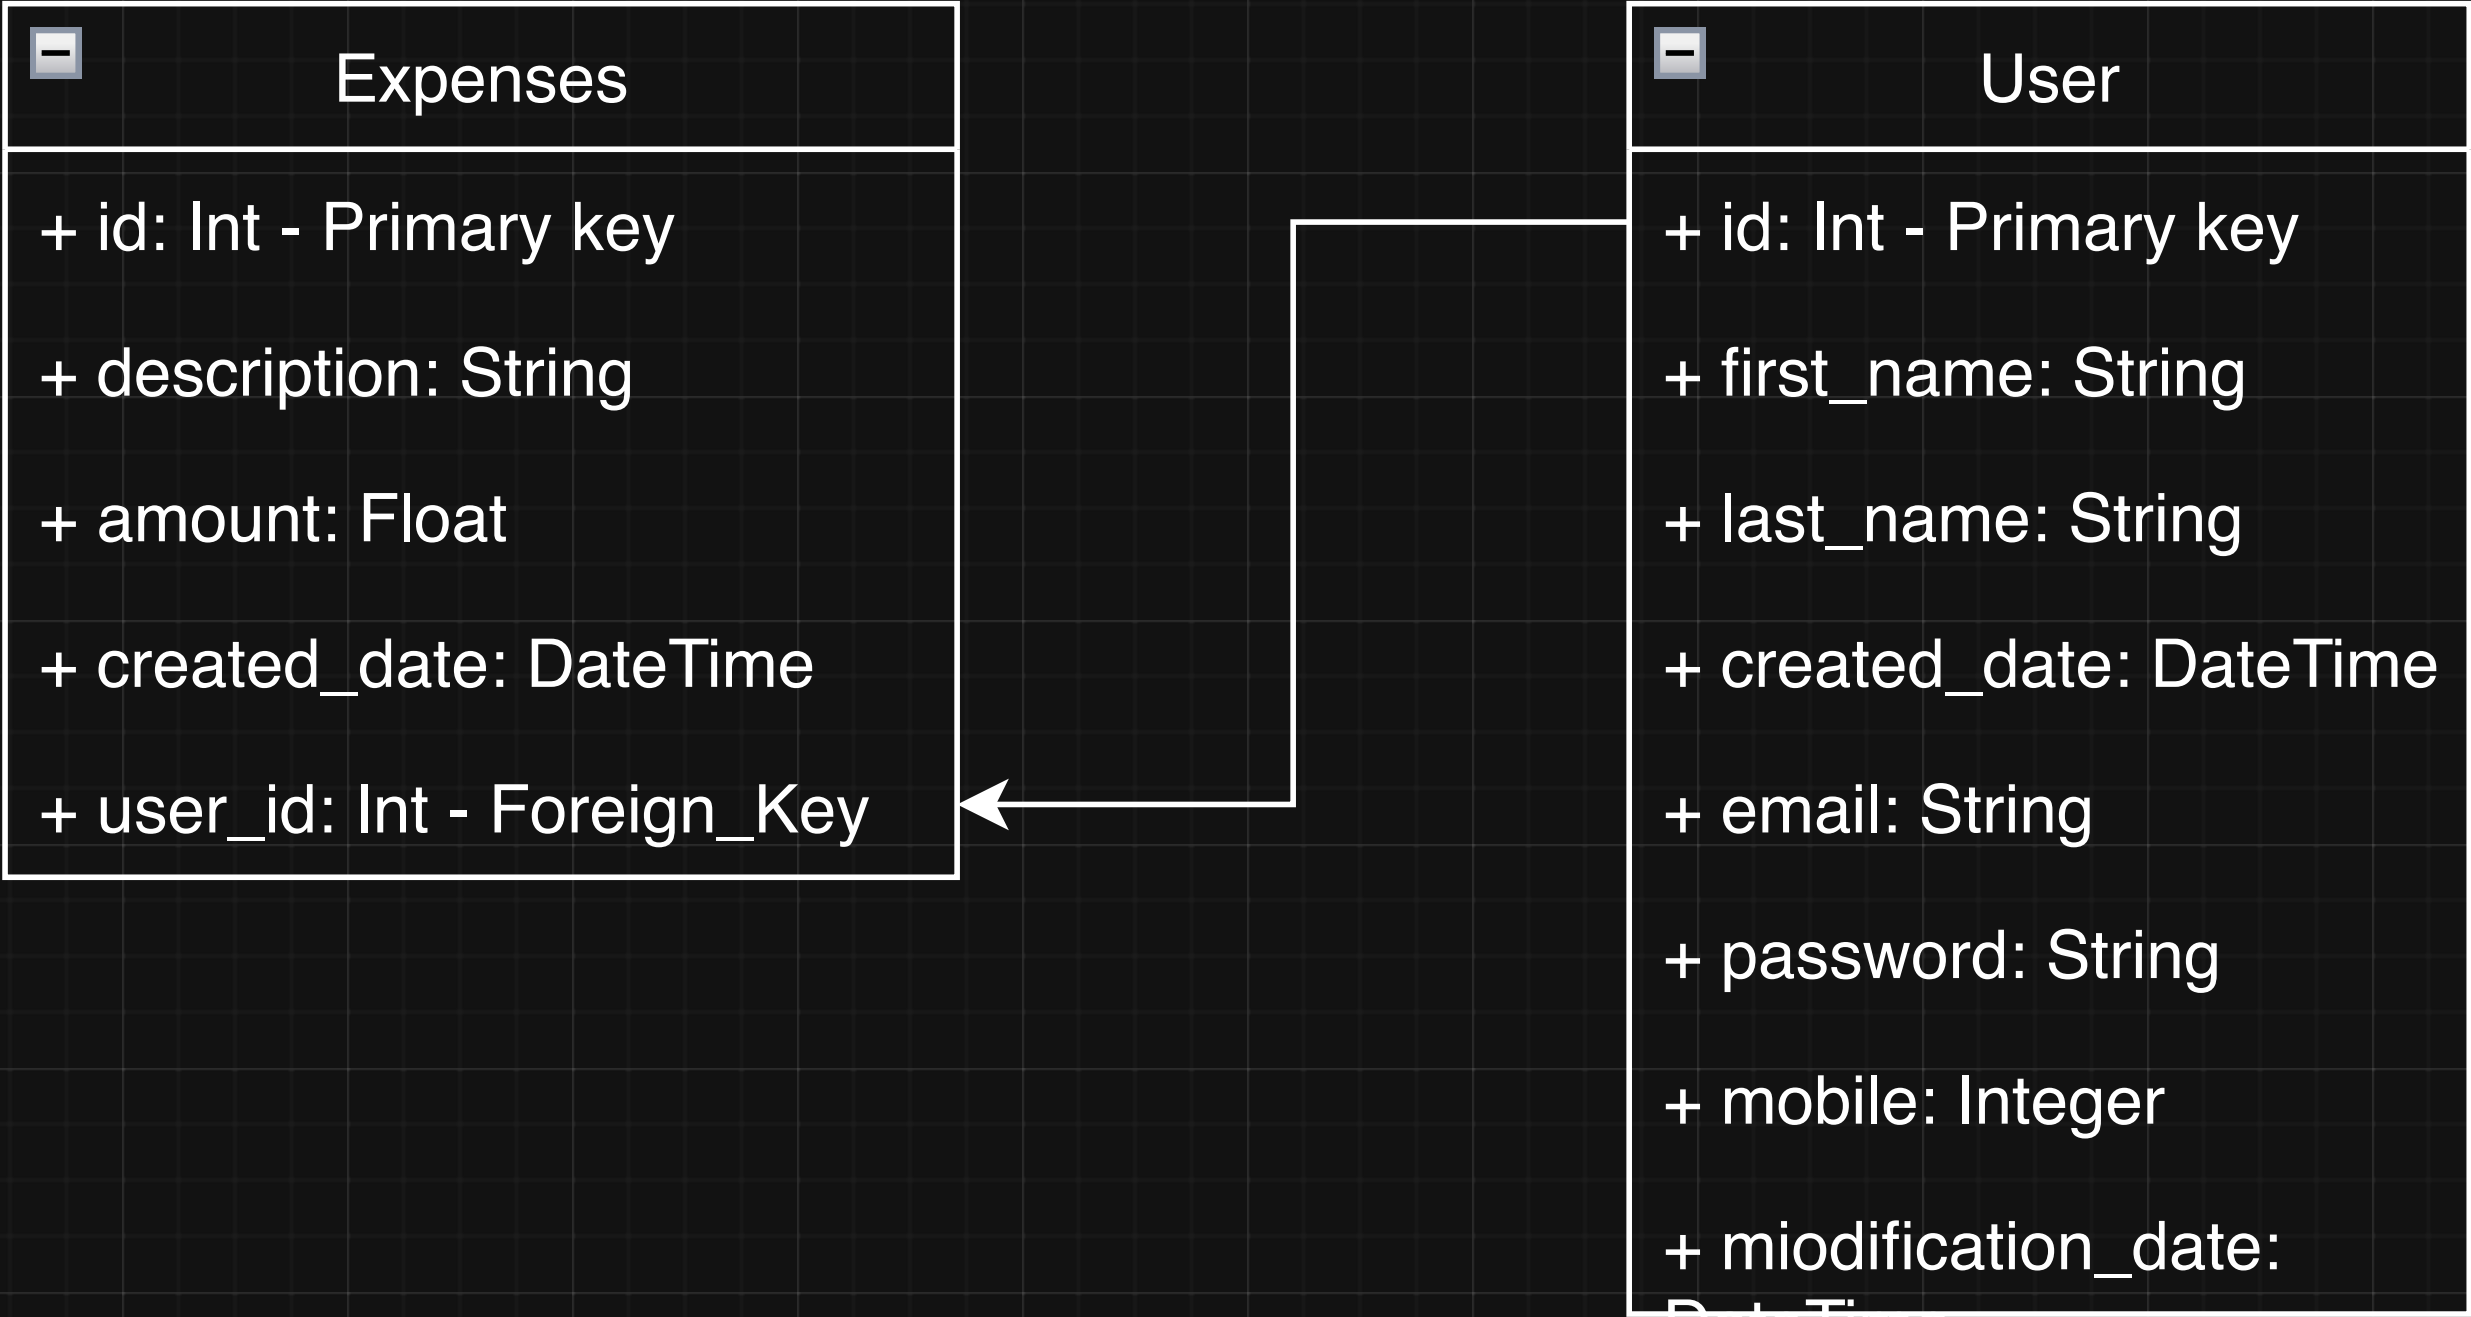 Expenses
+ id: Int - Primary key
+ description: String
+ amount: Float
+ created_date: DateTime
+ user_id: Int - Foreign_Key
User
+ id: Int - Primary key
+ first_name: String
+ last_name: String
+ created_date: DateTime
+ email: String
+ password: String
+ mobile: Integer
+ miodification_date: